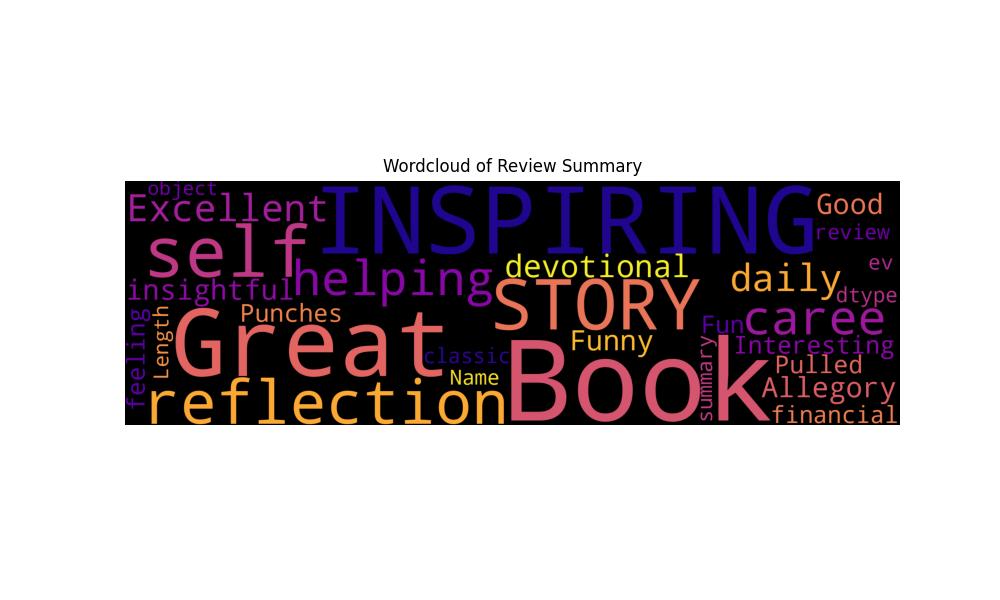 Wordcloud of Review Summary
object
Excellent
INSPIRING
Good
review
self
helping
devotional
daily
ev
dtype
insightful
STORY
caree
Punches
Length
feeling
Great
Funny
Fun
Interesting
classic
Name
Book
summary
Pulled
Allegory
reflection
financial